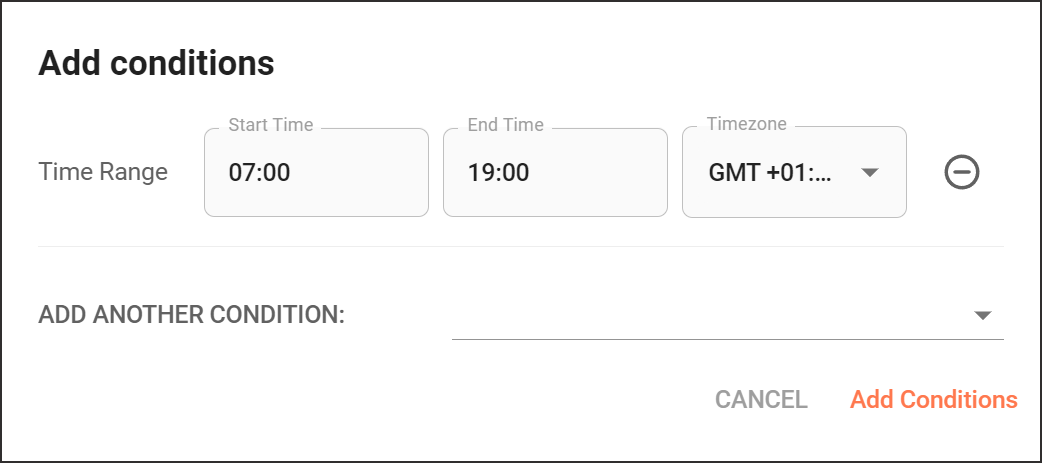 Add conditions
Start Time End Time Timezone
Time Range 07:00 19:00 GMT +01:...
ADD ANOTHER CONDITION:
CANCEL Add Conditions